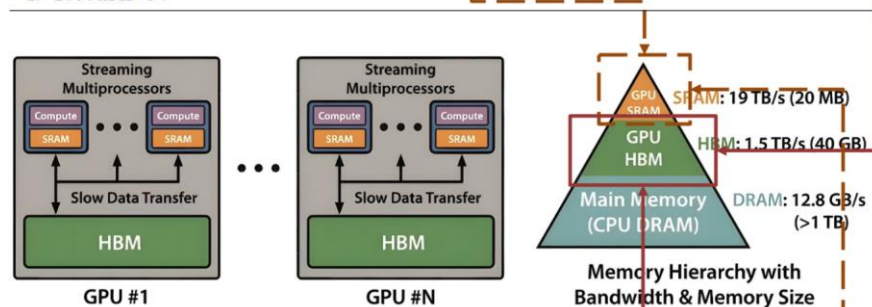 Streaming
Multiprocessors
Compute
Compute
SRAM
SRAM
Slow Data Transfer
HBM
GPU #1
Streaming
Multiprocessors
Compute
Compute
SRAM
SRAM
Slow Data Transfer
HBM
GPU #N
GPU
SRAM
SRAM: 19 TB/s (20 MB)
GPU
HBM
HBM: 1.5 TB/s (40 GB)
Main Memory
(CPU DRAM)
DRAM: 12.8 GB/s
(>1 TB)
Memory Hierarchy with
Bandwidth & Memory Size